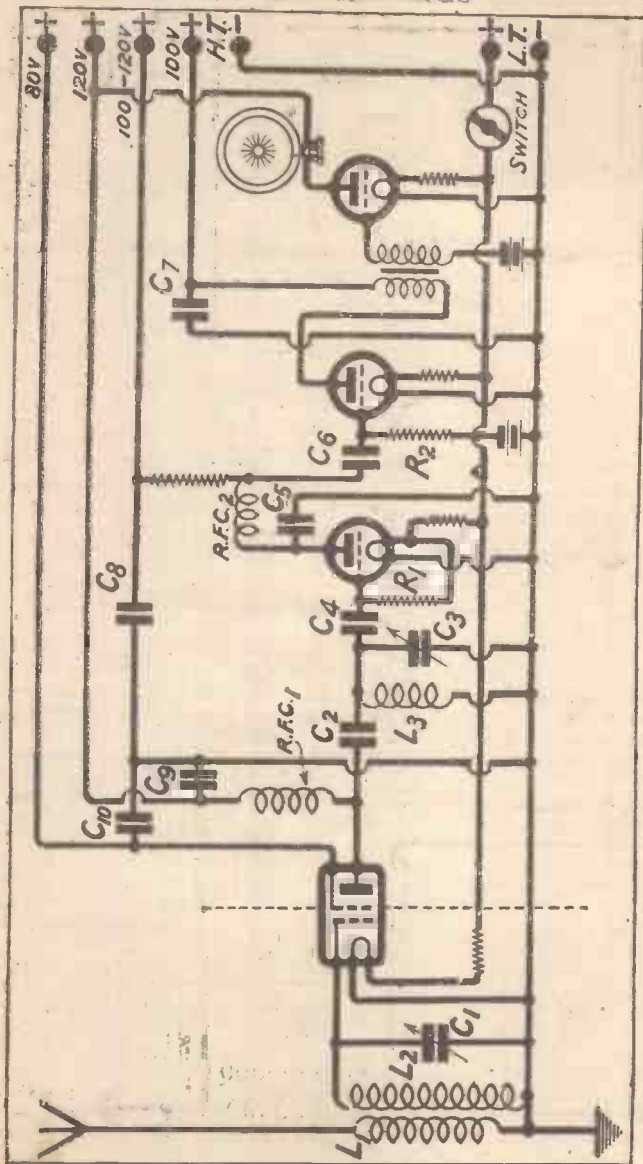 80V +
120V +
100-120V +
100V +
H.T. -
+
L.T. -
SWITCH
C7
C8
C6
R2
R.F.C.2
C5
R1
C4
C3
C2
L3
R.F.C.1
C9
C10
C1
L2
L1